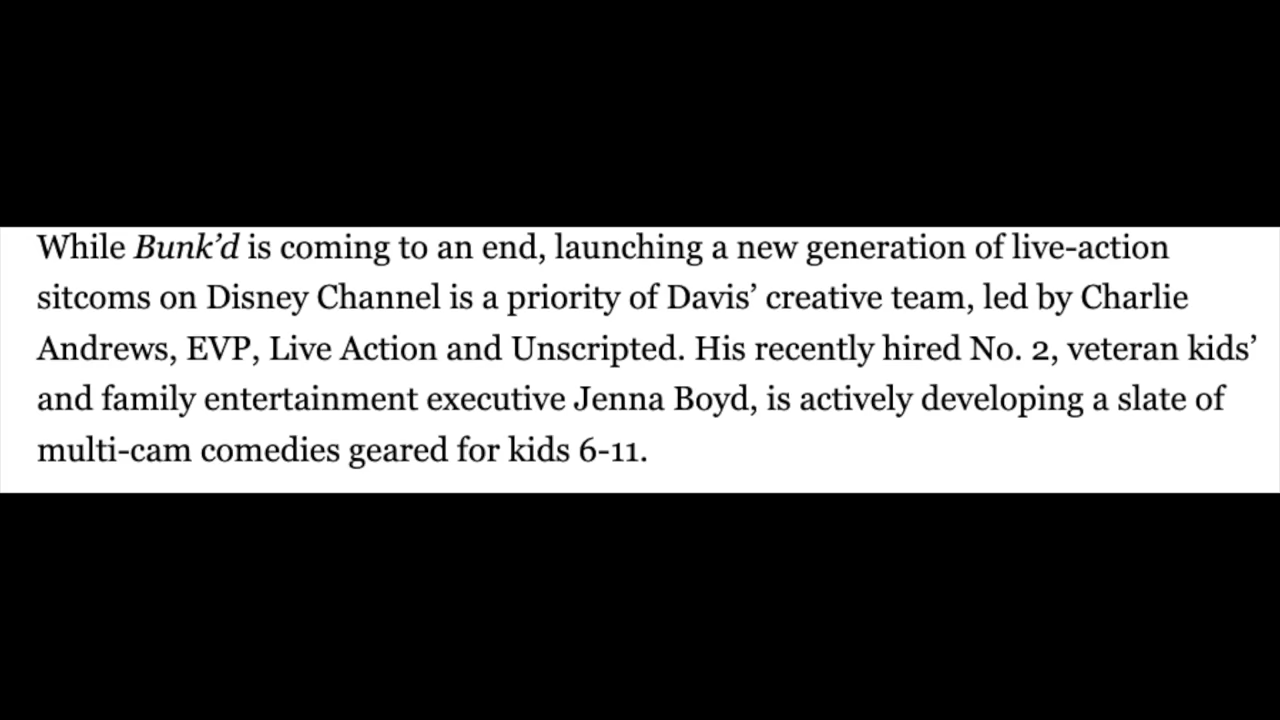 While Bunk’d is coming to an end, launching a new generation of live-action
sitcoms on Disney Channel is a priority of Davis’ creative team, led by Charlie
Andrews, EVP, Live Action and Unscripted. His recently hired No. 2, veteran kids’
and family entertainment executive Jenna Boyd, is actively developing a slate of
multi-cam comedies geared for kids 6-11.